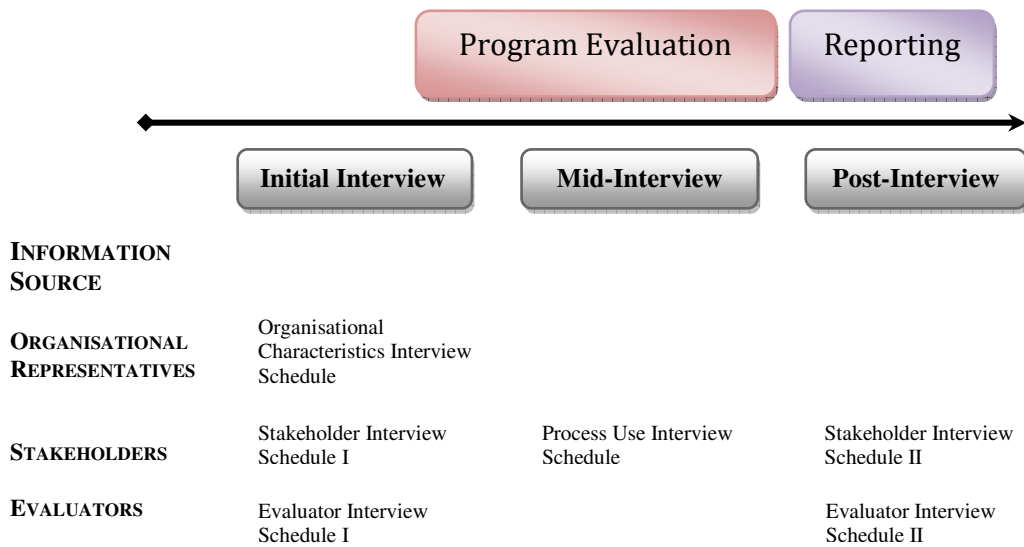 Program Evaluation
Reporting
Initial Interview
Mid-Interview
Post-Interview
INFORMATION
SOURCE
ORGANISATIONAL
REPRESENTATIVES
Organisational
Characteristics Interview
Schedule
STAKEHOLDERS
Stakeholder Interview
Schedule I
Process Use Interview
Schedule
Stakeholder Interview
Schedule II
EVALUATORS
Evaluator Interview
Schedule I
Evaluator Interview
Schedule II